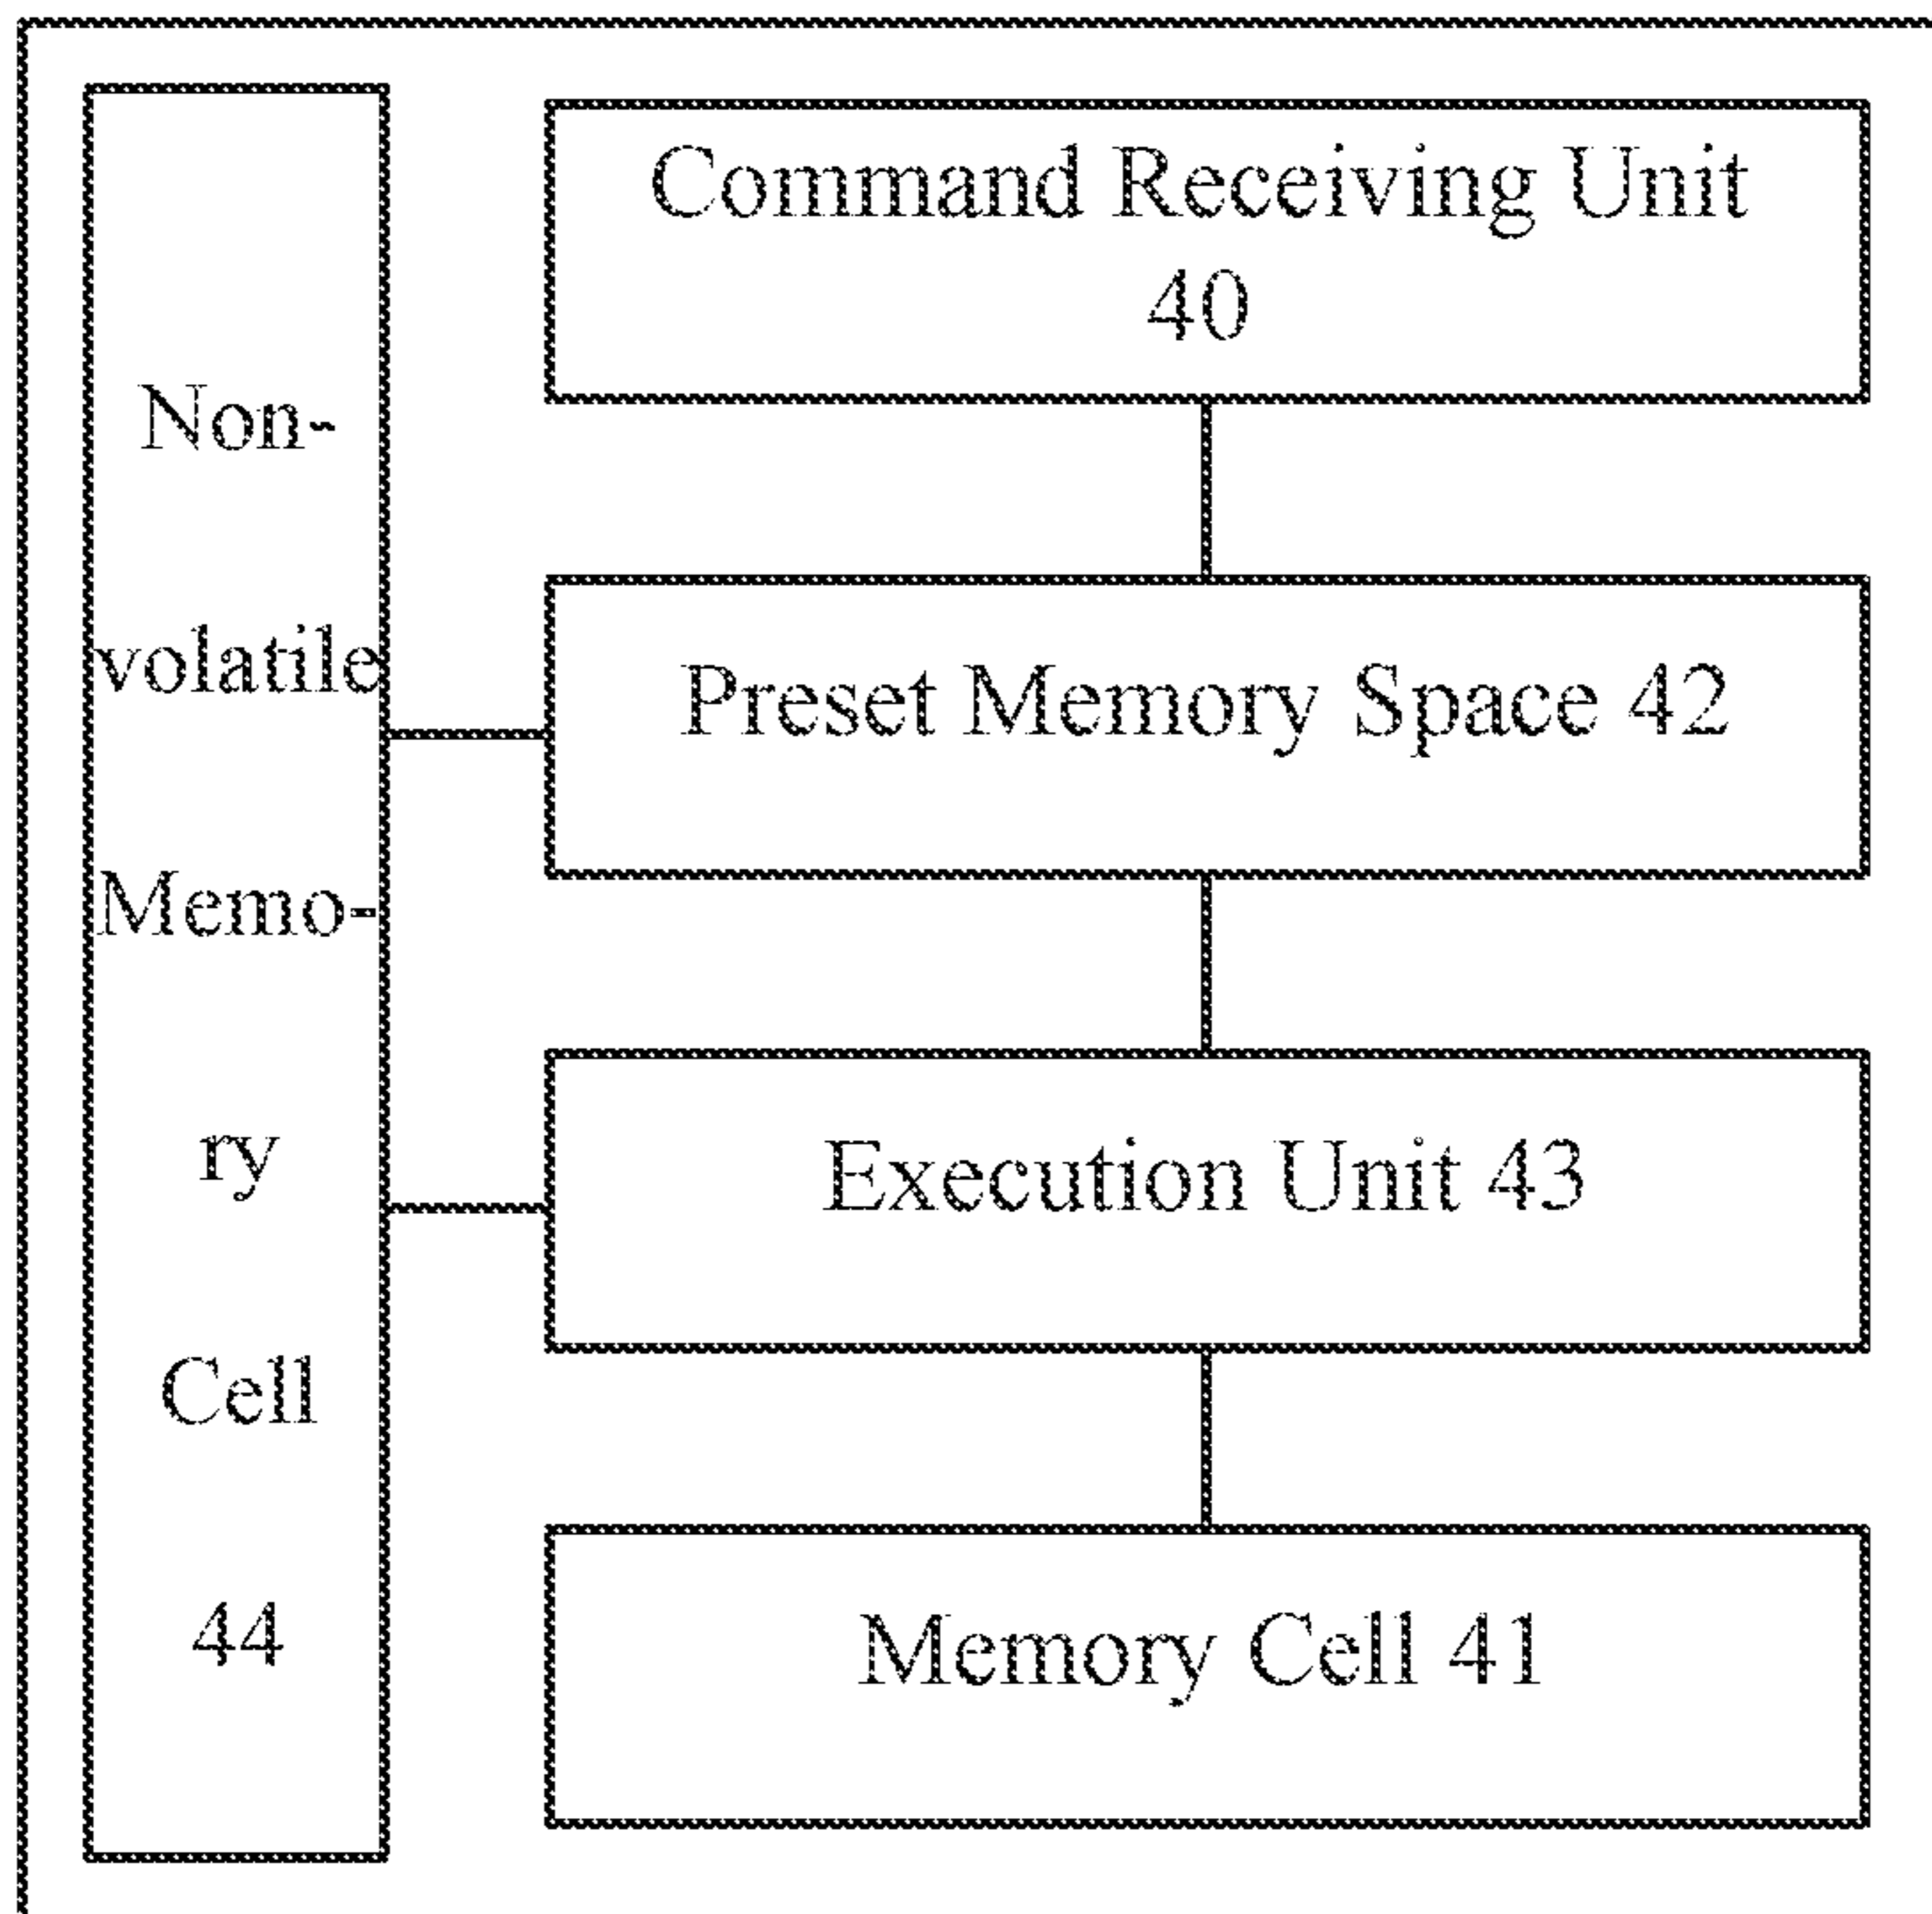 Non-
volatile
Memo-
ry
Cell
44
Command Receiving Unit
40
Preset Memory Space 42
Execution Unit 43
Memory Cell 41